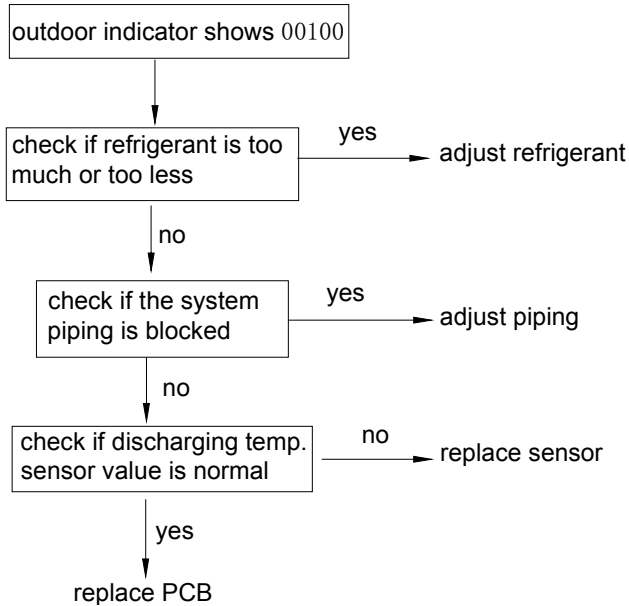 outdoor indicator shows 00100
check if refrigerant is too
much or too less
yes
adjust refrigerant
no
check if the system
piping is blocked
yes
adjust piping
no
check if discharging temp.
sensor value is normal
no
replace sensor
yes
replace PCB